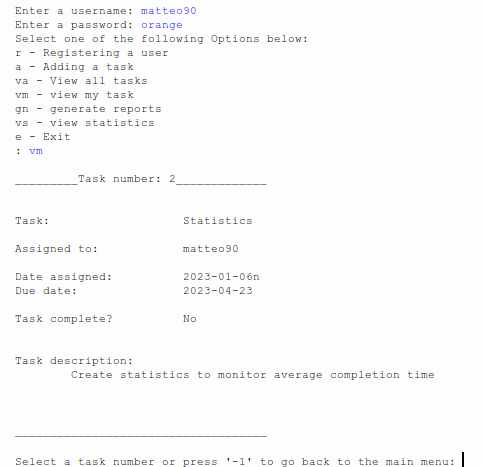 Enter a username: matteo90
Enter a password: orange
Select one of the following Options below:
r - Registering a user
a - Adding a task
va - View all tasks
vm - view my task
gn - generate reports
vs - view statistics
e - Exit
: vm
_________Task number: 2_____________
Task: Statistics
Assigned to: matteo90
Date assigned: 2023-01-06n
Due date: 2023-04-23
Task complete? No
Task description:
Create statistics to monitor average completion time
____________________________________
Select a task number or press '-1' to go back to the main menu: